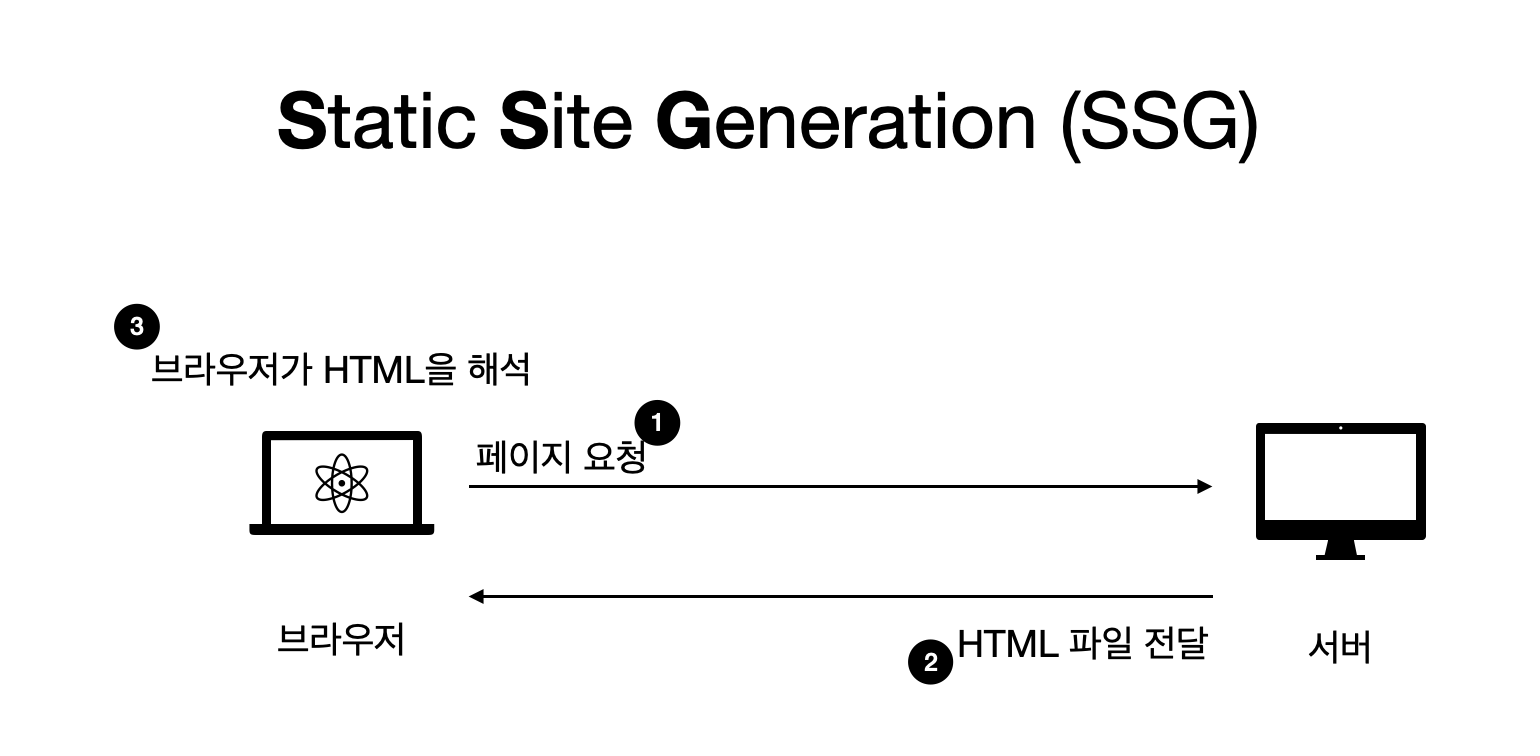 Static Site Generation (SSG)
3
브라우저가 HTML을 해석
1
페이지 요청
브라우저
2
HTML 파일 전달
서버